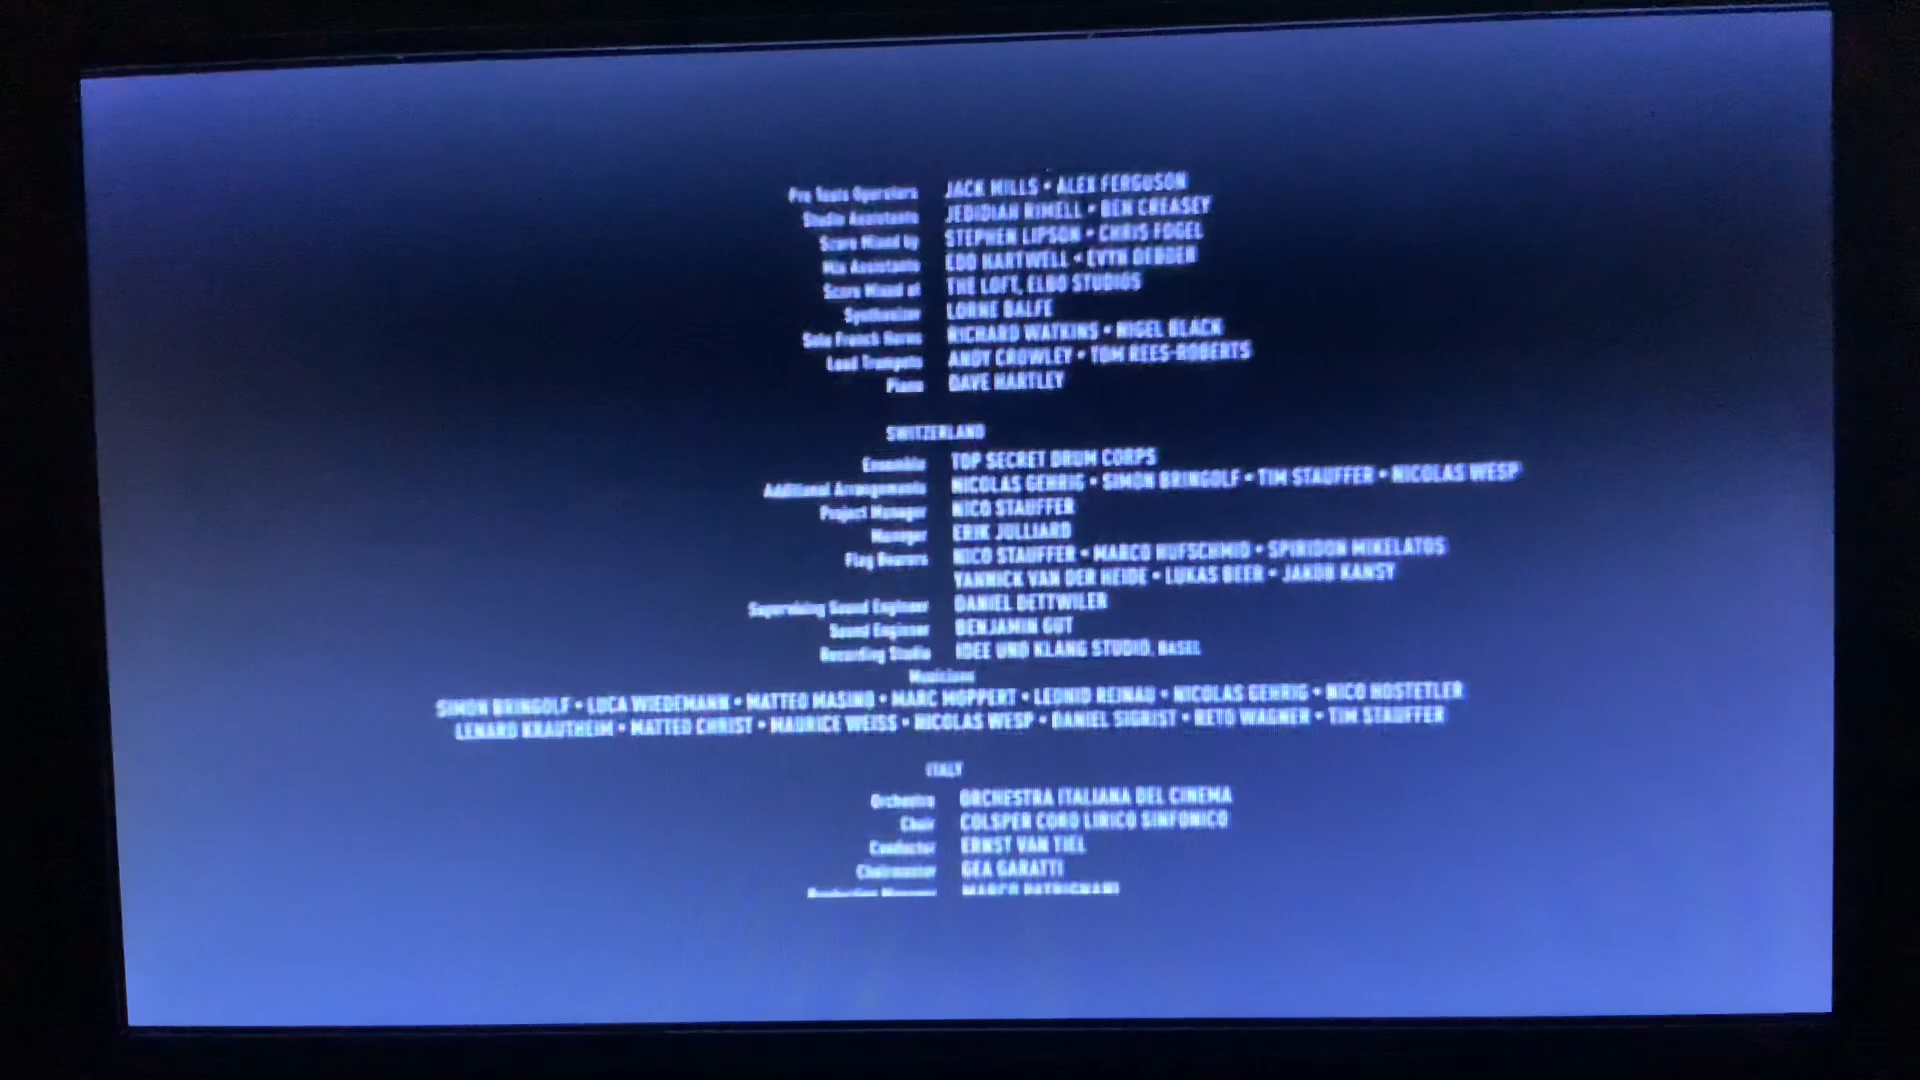 Pro Tools Operators JACK MILLS • ALEX FERGUSON
Studio Assistants JEDIDIAH RIMELL • BEN CREASEY
Score Mixed by STEPHEN LIPSON • CHRIS FOGEL
Mix Assistants EDD HARTWELL •
Score Mixed at THE LOFT, ELBO STUDIOS
Synthesizer LORNE BALFE
Solo French Horns RICHARD WATKINS • NIGEL BLACK
Lead Trumpets ANDY CROWLEY • TOM REES-ROBERTS
Piano DAVE HARTLEY
SWITZERLAND
Ensemble TOP SECRET DRUM CORPS
Additional Arrangements NICOLAS GEHRIG • SIMON BRINGOLF • TIM STAUFFER • NICOLAS WESP
Project Manager NICO STAUFFER
Manager ERIK JULLIARD
Flag Bearers NICO STAUFFER • MARCO HUFSCHMID • SPIRIDON MIKELATOS
YANNICK VAN DER HEIDE • LUKAS BEER • JAKOB KANSY
Supervising Sound Engineer DANIEL DETTWILER
Sound Engineer BENJAMIN GUT
Recording Studio IDEE UND KLANG STUDIO, BASEL
Musicians
SIMON BRINGOLF • LUCA WIEDEMANN • MATTEO MASINO • MARC MOPPERT • LEONID REINAU • NICOLAS GEHRIG • NICO HOSTETLER
LENARD KRAUTHEIM • MATTEO CHRIST • MAURICE WEISS • NICOLAS WESP • DANIEL SIGRIST • RETO WAGNER • TIM STAUFFER
ITALY
Orchestra ORCHESTRA ITALIANA DEL CINEMA
Choir COLSPER CORO LIRICO SINFONICO
Conductor ERNST VAN TIEL
Choirmaster GEA GARATTI
Production Manager MARCO PATRIGNANI